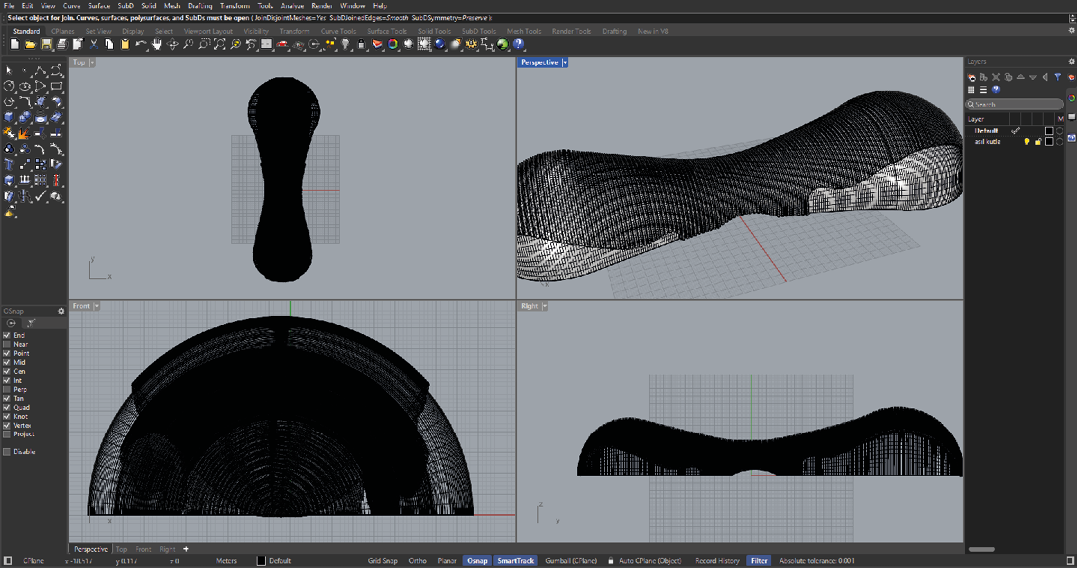 File Edit View Curve Surface SubD Solid Mesh Drafting Transform Tools Analyze Render Window Help
Select object for join. Curves, surfaces, polysurfaces, and SubDs must be open ( JoinDisjointMeshes=Yes SubDJoinedEdges=Smooth SubDSymmetry=Preserve ):
Standard CPlanes Set View Display Select Viewport Layout Visibility Transform Curve Tools Surface Tools Solid Tools SubD Tools Mesh Tools Render Tools Drafting New in V8
Top
Perspective
Layers
Search
Layer M
Default
asıl kutle
y
x
x
Front
Right
OSnap
End
Near
Point
Mid
Cen
Int
Perp
Tan
Quad
Knot
Vertex
Project
Disable
x
z
y
Perspective Top Front Right
CPlane x -10.517 y 0.117 z 0 Meters Default Grid Snap Ortho Planar Osnap SmartTrack Gumball (CPlane) Auto CPlane (Object) Record History Filter Absolute tolerance: 0.001